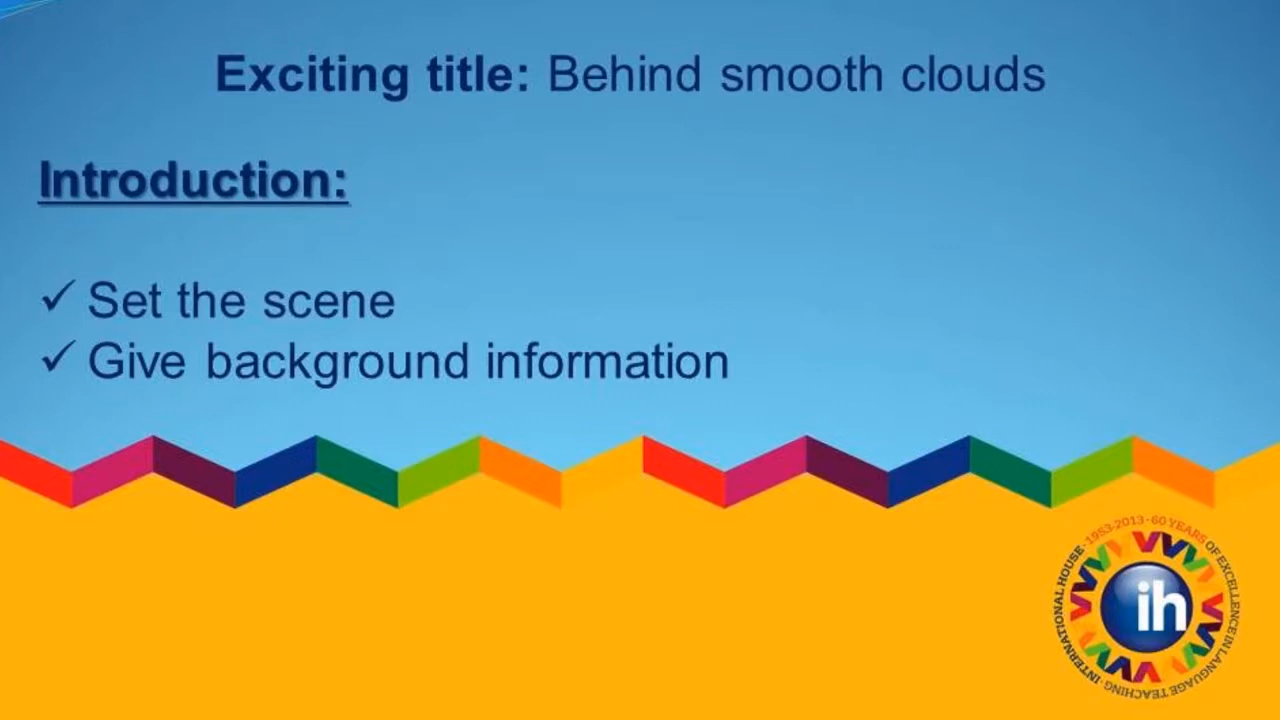 Exciting title: Behind smooth clouds
Introduction:
✓ Set the scene
✓ Give background information
INTERNATIONAL HOUSE · 1953-2013 · 60 YEARS OF EXCELLENCE IN LANGUAGE TEACHING ·
ih